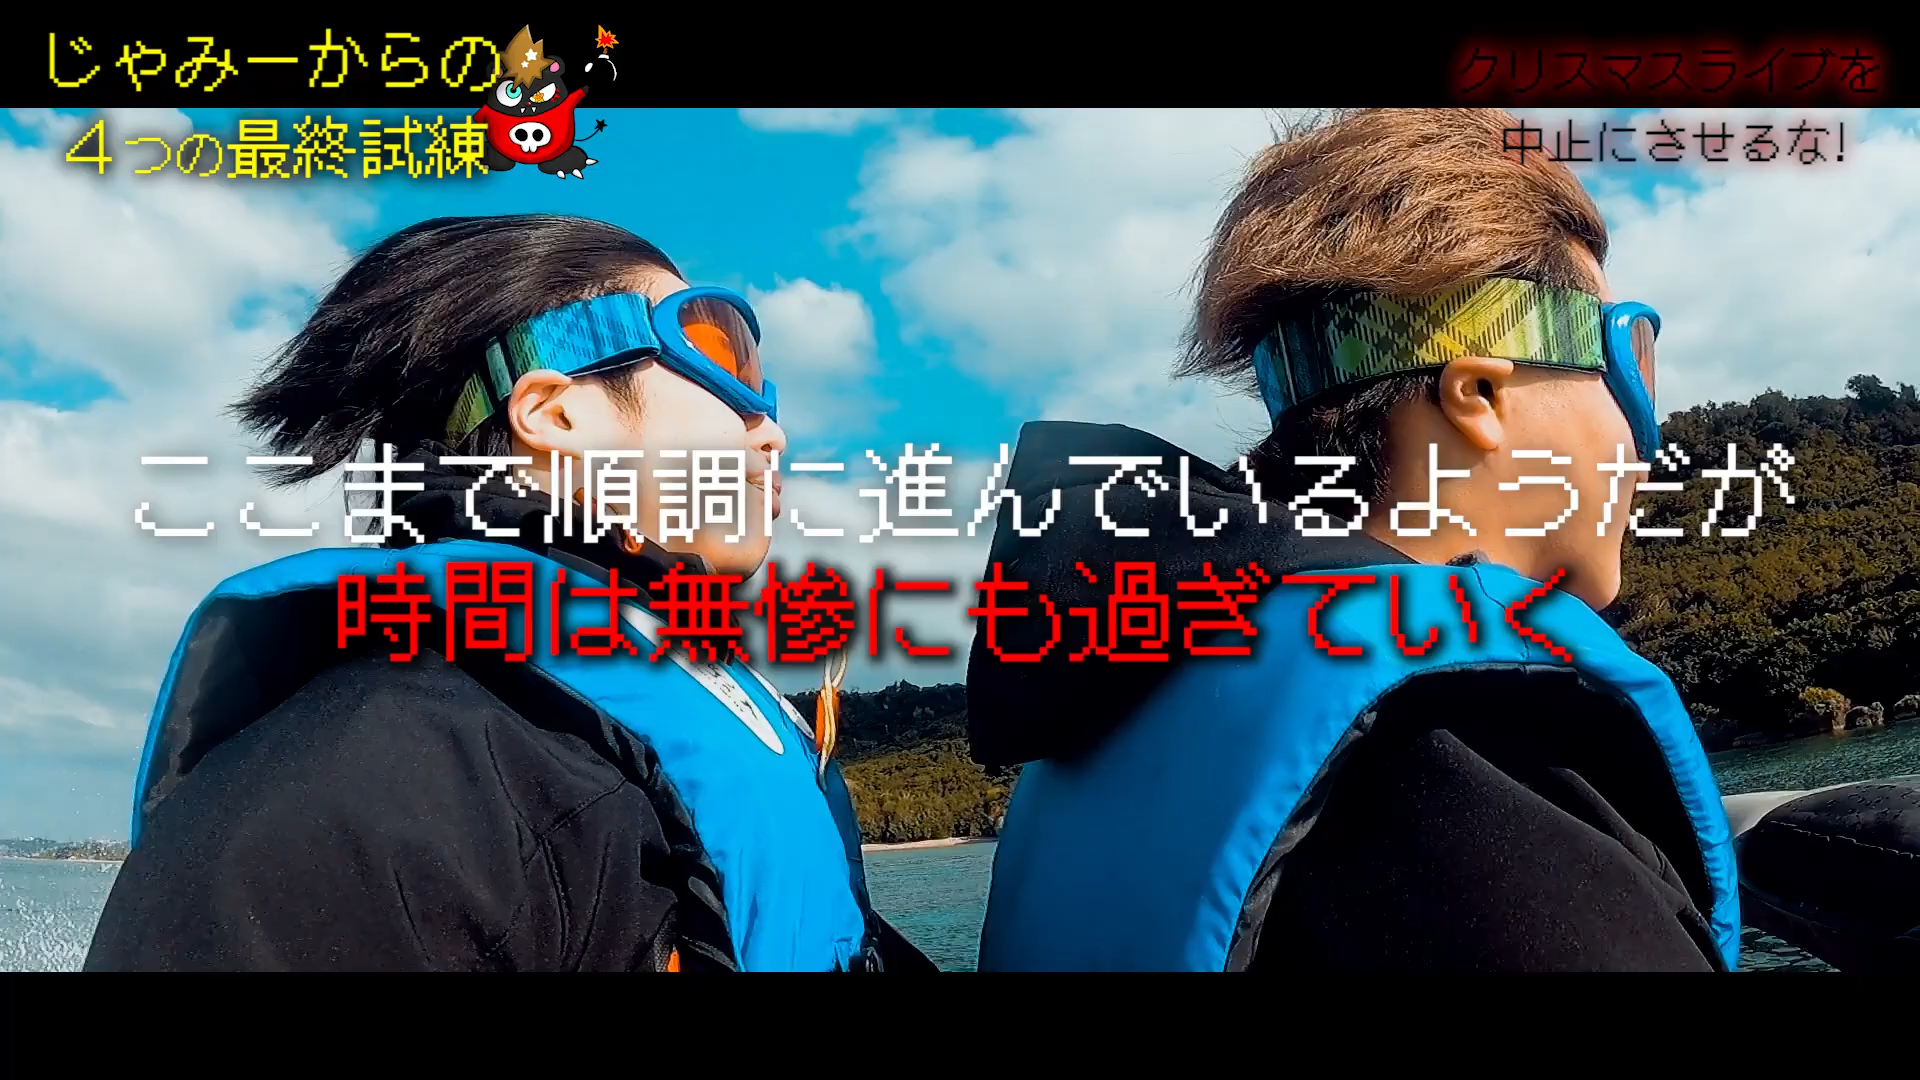 じゃみーからの
4つの最終試練
クリスマスライブを
中止にさせるな!
ここまで順調に進んでいるようだが
時間は無惨にも過ぎていく